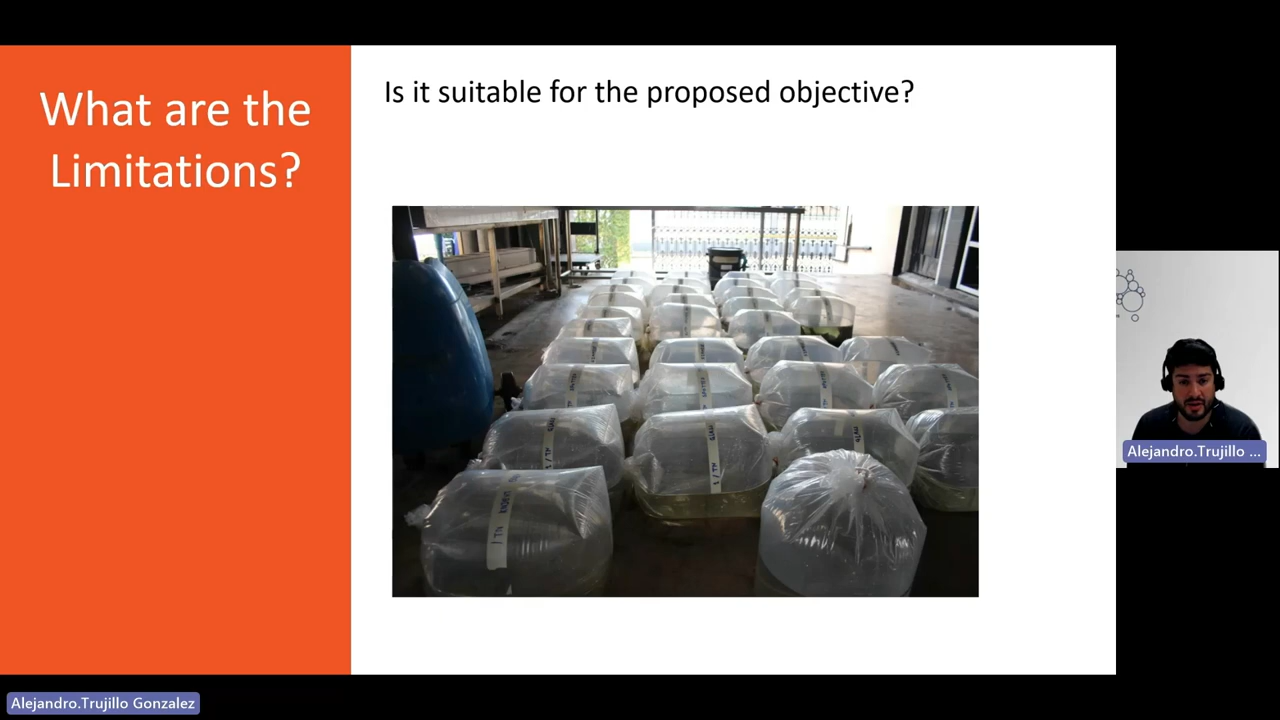 What are the
Limitations?
Is it suitable for the proposed objective?
Alejandro.Trujillo ...
Alejandro.Trujillo Gonzalez